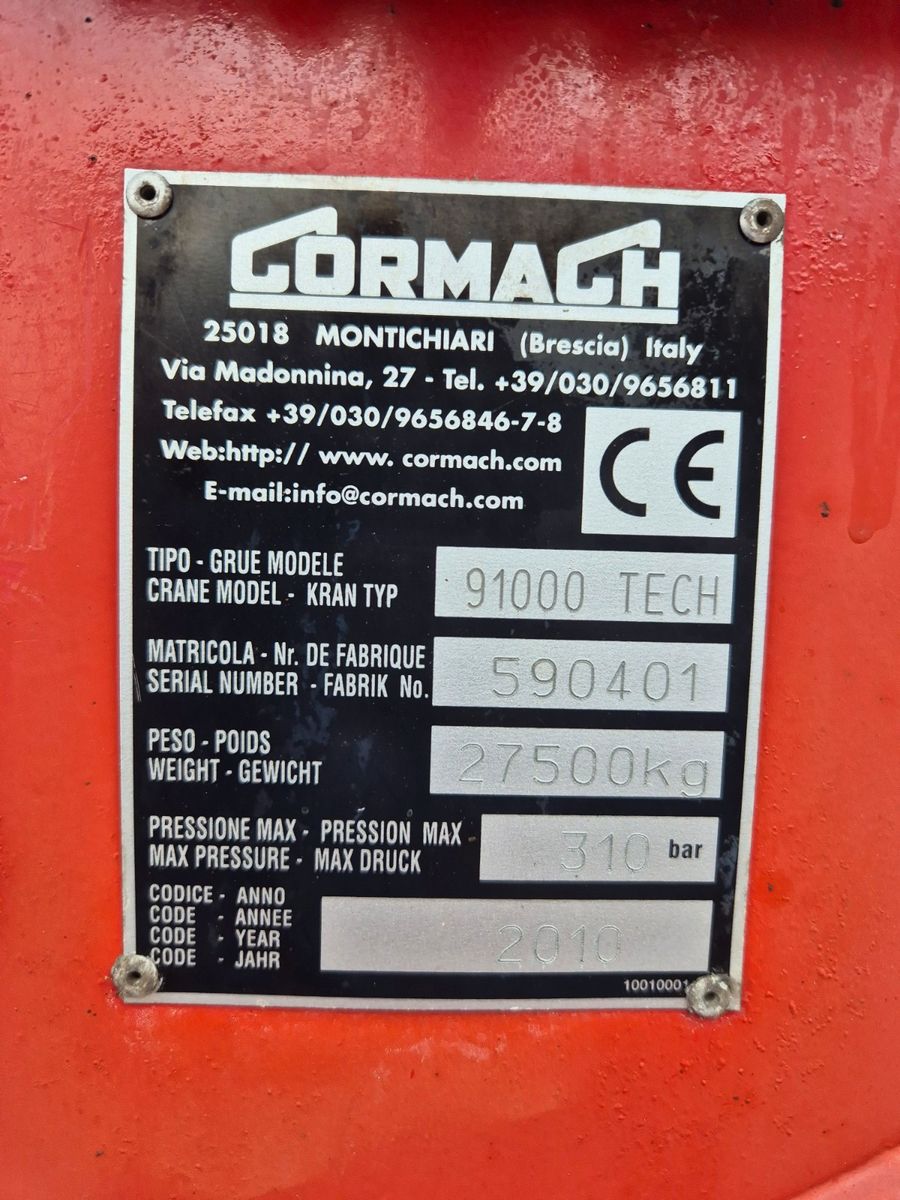 CORMACH
25018 MONTICHIARI (Brescia) Italy
Via Madonnina, 27 - Tel. +39/030/9656811
Telefax +39/030/9656846-7-8
Web:http:// www. cormach.com
E-mail:info@cormach.com
CE
TIPO - GRUE MODELE
CRANE MODEL - KRAN TYP
91000 TECH
MATRICOLA - Nr. DE FABRIQUE
SERIAL NUMBER - FABRIK No.
590401
PESO - POIDS
WEIGHT - GEWICHT
27500kg
PRESSIONE MAX - PRESSION MAX
MAX PRESSURE - MAX DRUCK
310 bar
CODICE - ANNO
CODE - ANNEE
CODE - YEAR
CODE - JAHR
2010